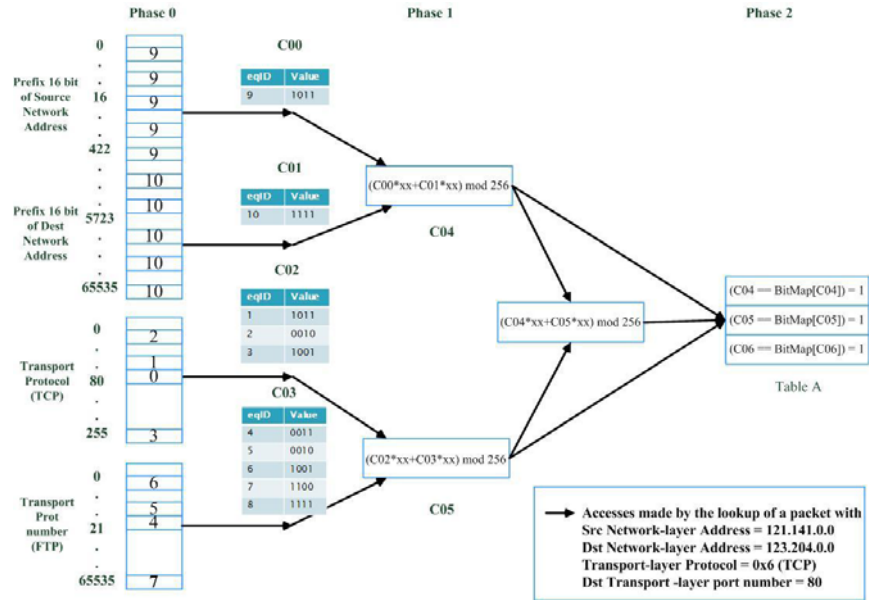 Phase 0
Phase 1
Phase 2
Prefix 16 bit
of Source
Network
Address
0
.
.
16
.
.
422
.
9
9
9
9
9
Prefix 16 bit
of Dest
Network
Address
.
5723
.
.
65535
10
10
10
10
10
C00
eqID Value
9 1011
C01
eqID Value
10 1111
C02
eqID Value
1 1011
2 0010
3 1001
Transport
Protocol
(TCP)
0
.
.
80
.
.
255
2
1
0
3
C03
eqID Value
4 0011
5 0010
6 1001
7 1100
8 1111
Transport
Prot
number
(FTP)
0
.
.
21
.
.
65535
6
5
4
7
(C00*xx+C01*xx) mod 256
C04
(C04*xx+C05*xx) mod 256
(C02*xx+C03*xx) mod 256
C05
(C04 == BitMap[C04]) = 1
(C05 == BitMap[C05]) = 1
(C06 == BitMap[C06]) = 1
Table A
Accesses made by the lookup of a packet with
Src Network-layer Address = 121.141.0.0
Dst Network-layer Address = 123.204.0.0
Transport-layer Protocol = 0x6 (TCP)
Dst Transport -layer port number = 80